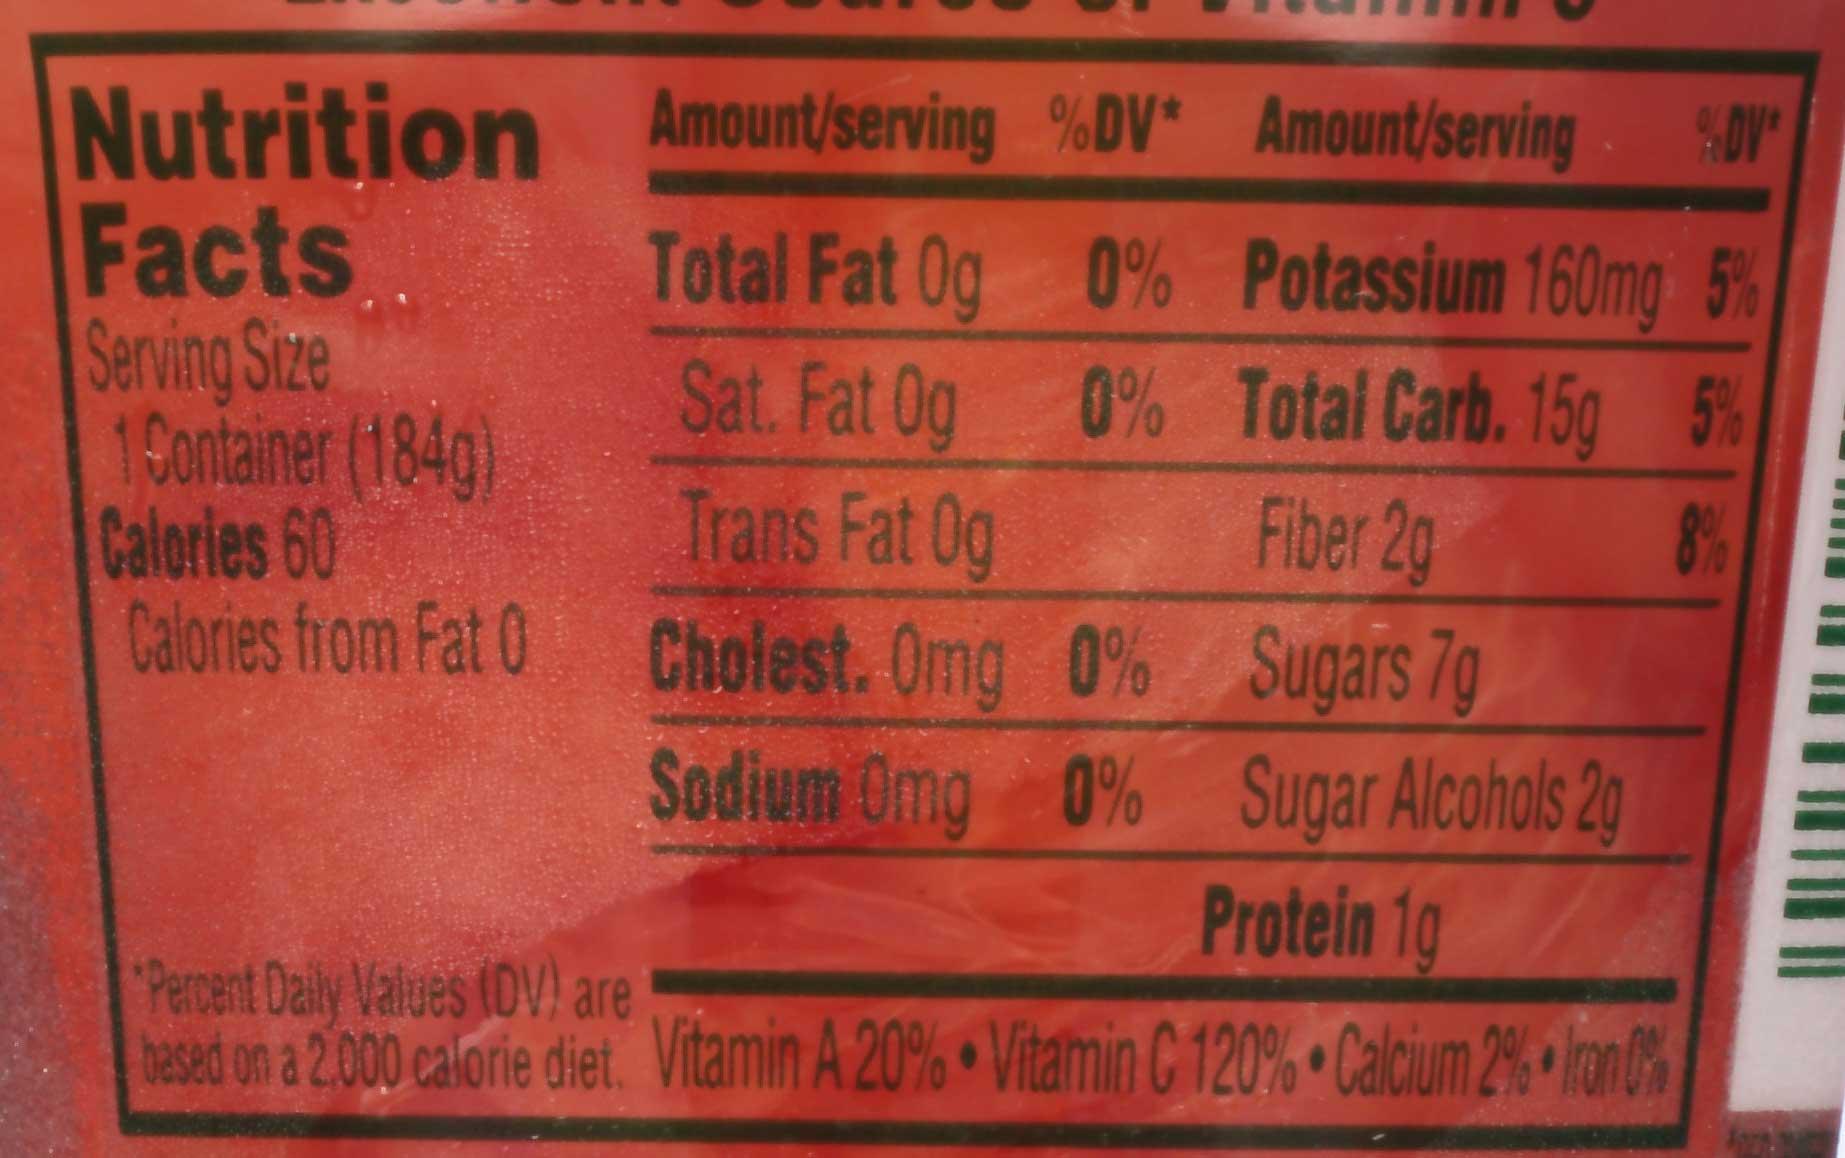 Vitamin C
Nutrition
Facts
Serving Size
1 Container (184g)
Calories 60
Calories from Fat 0
*Percent Daily Values (DV) are
based on a 2,000 calorie diet.
Amount/serving %DV* Amount/serving %DV*
Total Fat 0g 0% Potassium 160mg 5%
Sat. Fat 0g 0% Total Carb. 15g 5%
Trans Fat 0g Fiber 2g 8%
Cholest. 0mg 0% Sugars 7g
Sodium 0mg 0% Sugar Alcohols 2g
Protein 1g
Vitamin A 20% • Vitamin C 120% • Calcium 2% • Iron 0%